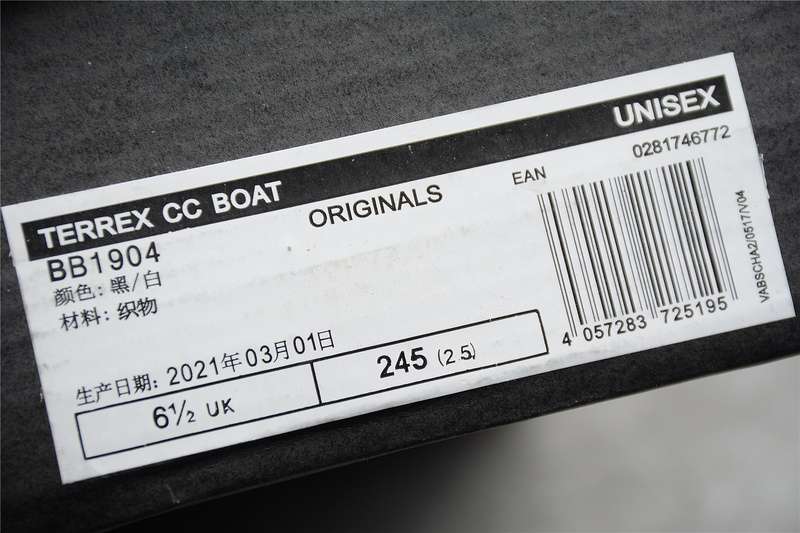 TERREX CC BOAT UNISEX
BB1904 ORIGINALS EAN 0281746772
颜色: 黑/白
材料: 织物
生产日期: 2021年03月01日
4 057283 725195
6½ UK 245 (2.5)
VABSCHA2/0517/V04